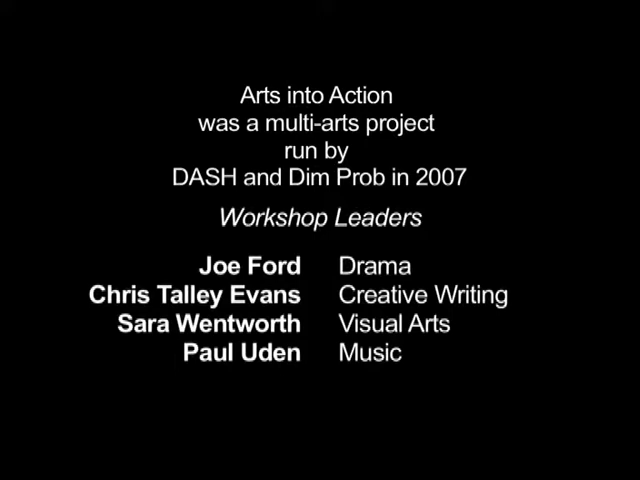 Arts into Action
was a multi-arts project
run by
DASH and Dim Prob in 2007
Workshop Leaders
Joe Ford Drama
Chris Talley Evans Creative Writing
Sara Wentworth Visual Arts
Paul Uden Music